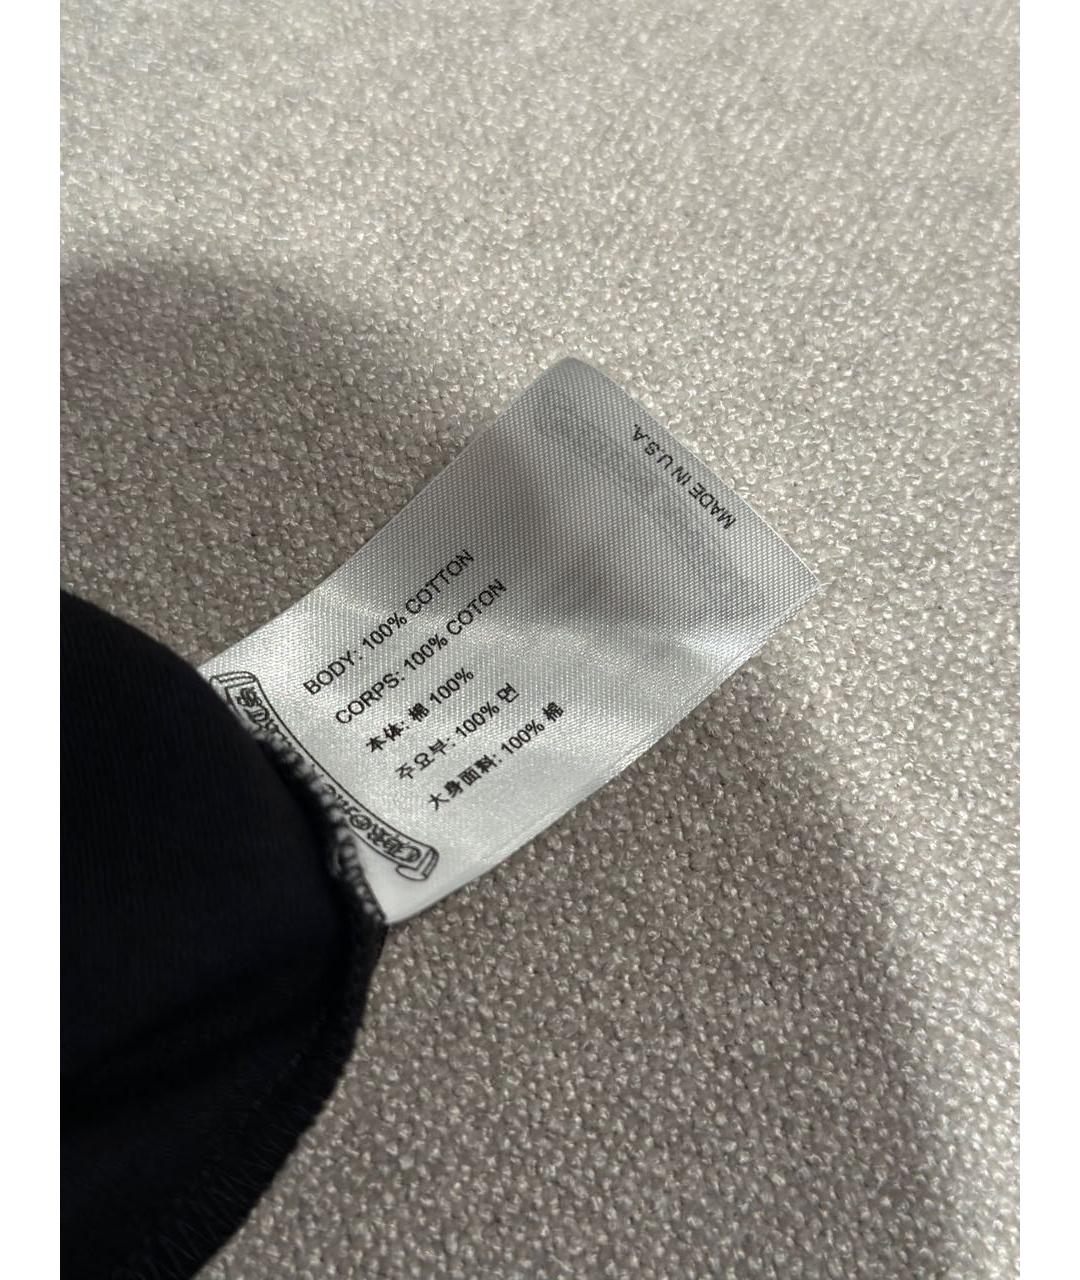 BODY: 100% COTTON
CORPS: 100% COTON
本体: 棉 100%
주요부: 100% 면
大身面料: 100% 棉
MADE IN U.S.A.